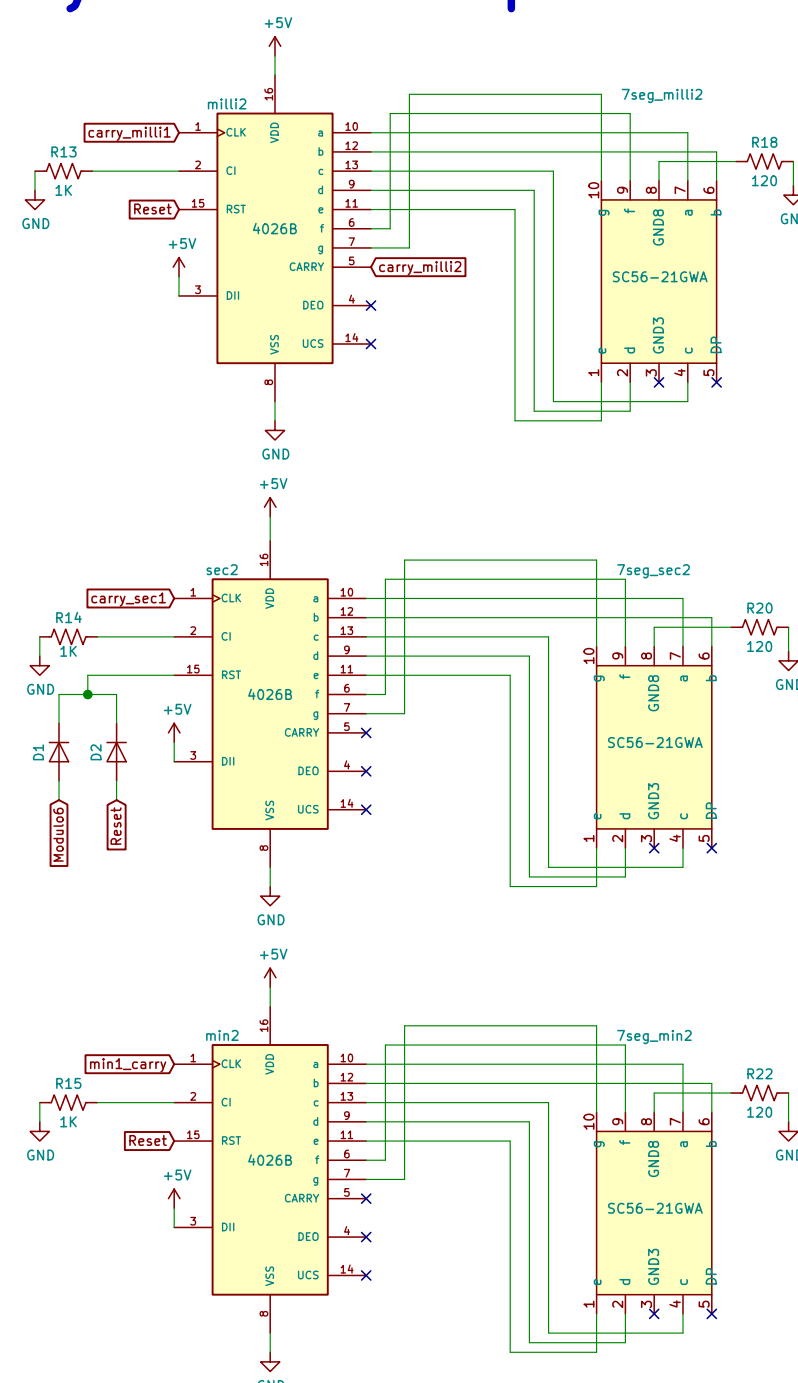 +5V
milli2
7seg_milli2
16
VDD
carry_milli1
1
CLK
a
10
b
12
R18
120
R13
1K
2
CI
c
13
d
9
GND
Reset
15
RST
e
11
4026B
f
6
+5V
g
7
CARRY
5
carry_milli2
3
DII
DEO
4
UCS
14
VSS
8
GND
10
9
8
7
6
g
f
GND8
a
b
SC56-21GWA
e
d
GND3
c
DP
1
2
3
4
5
+5V
sec2
7seg_sec2
16
VDD
carry_sec1
1
CLK
a
10
b
12
R20
120
R14
1K
2
CI
c
13
d
9
GND
15
RST
e
11
4026B
f
6
+5V
g
7
CARRY
5
D1
D2
3
DII
DEO
4
UCS
14
Modulo6
Reset
VSS
8
GND
10
9
8
7
6
g
f
GND8
a
b
SC56-21GWA
e
d
GND3
c
DP
1
2
3
4
5
+5V
min2
7seg_min2
16
VDD
min1_carry
1
CLK
a
10
b
12
R22
120
R15
1K
2
CI
c
13
d
9
GND
Reset
15
RST
e
11
4026B
f
6
+5V
g
7
CARRY
5
3
DII
DEO
4
UCS
14
VSS
8
10
9
8
7
6
g
f
GND8
a
b
SC56-21GWA
e
d
GND3
c
DP
1
2
3
4
5